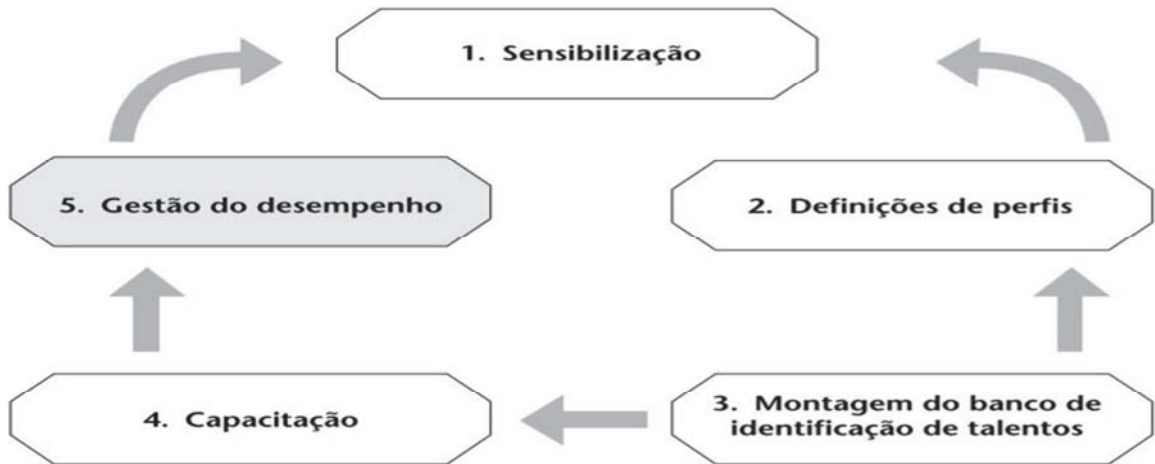 1. Sensibilização
5. Gestão do desempenho
2. Definições de perfis
4. Capacitação
3. Montagem do banco de
identificação de talentos